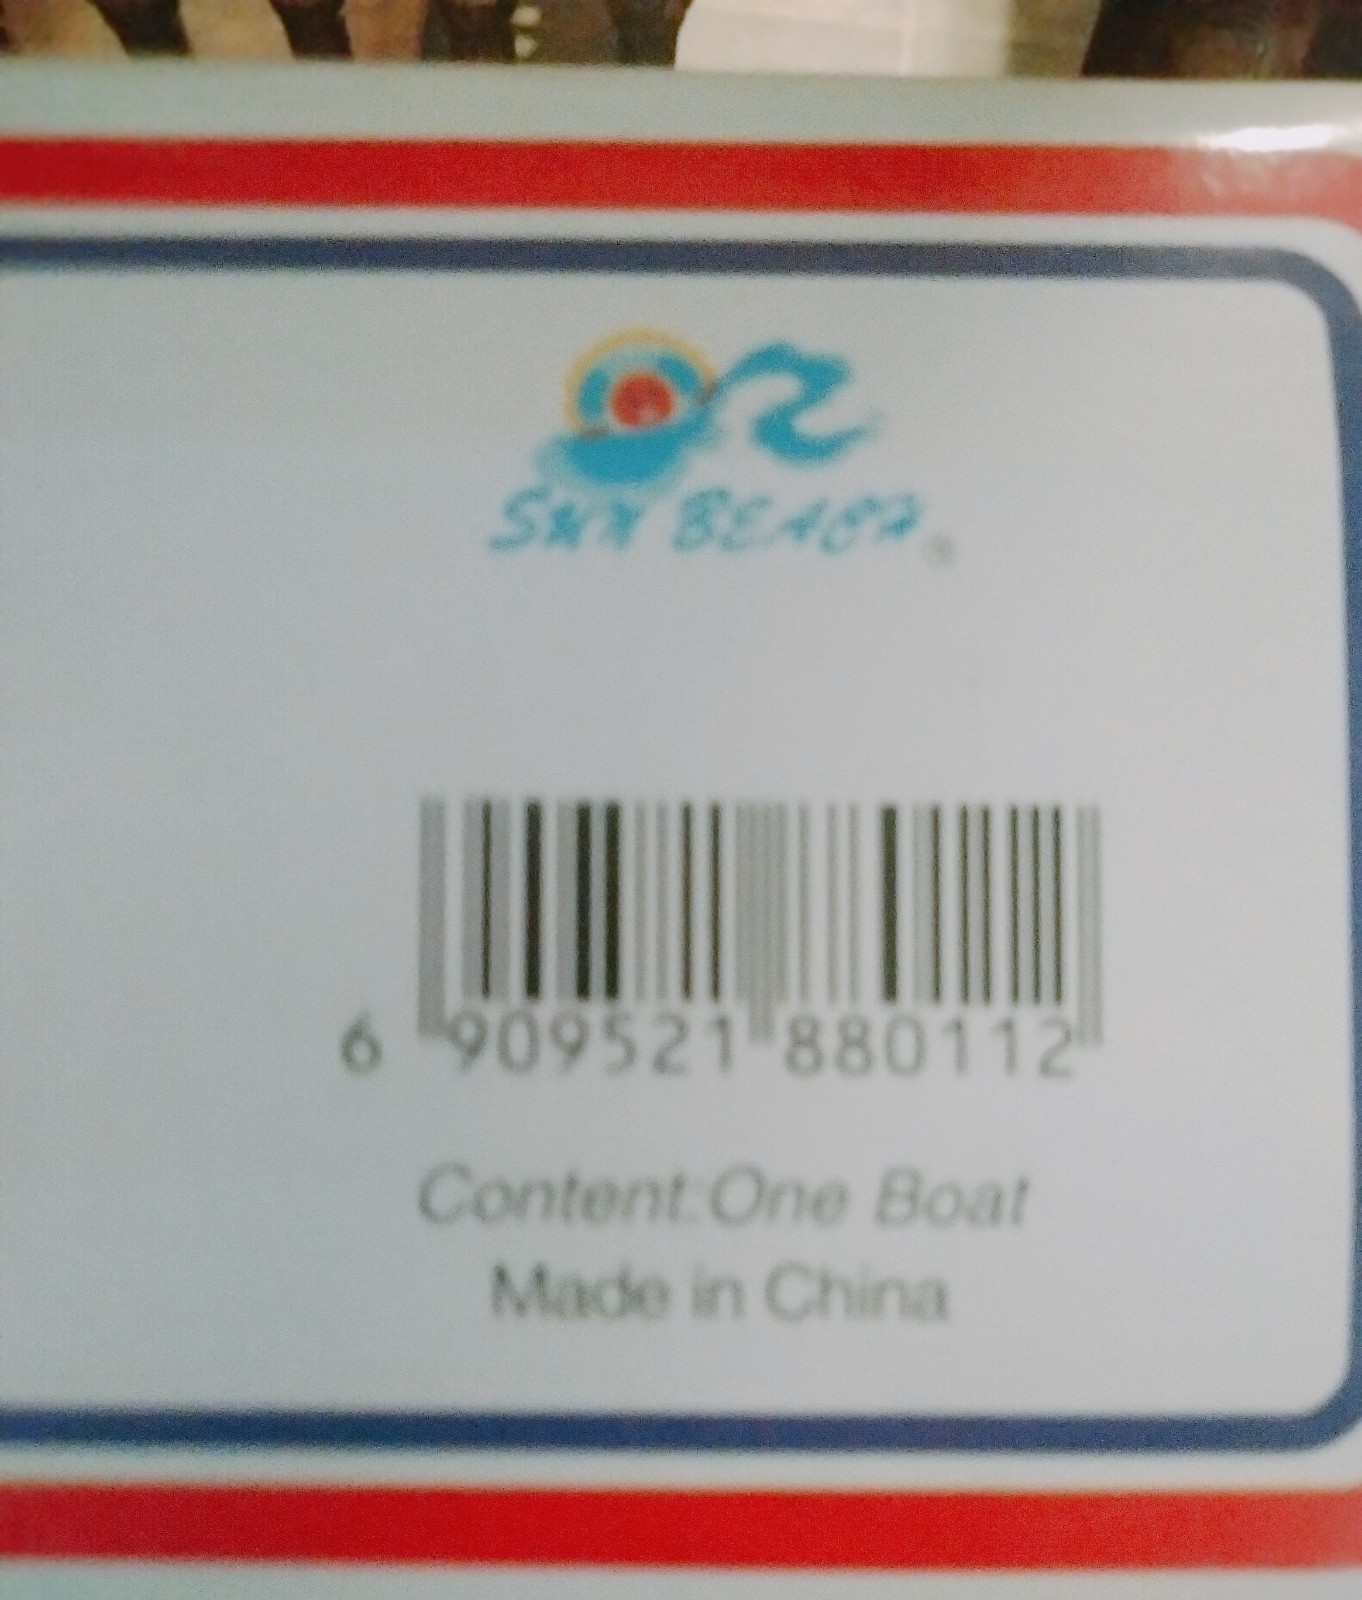 SUN BEACH
6 909521 880112
Content:One Boat
Made in China